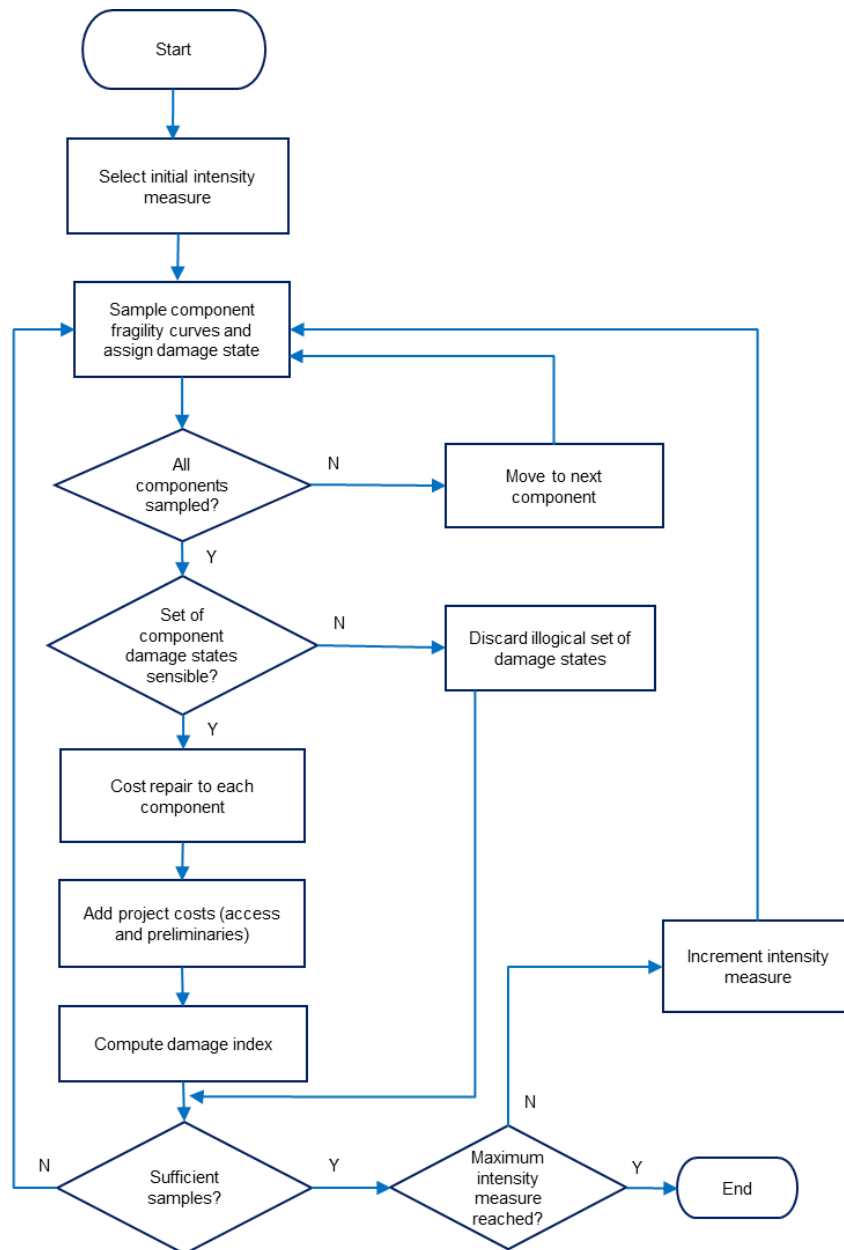 Start
Select initial intensity
measure
Sample component
fragility curves and
assign damage state
All
components
sampled?
N
Move to next
component
Y
Set of
component
damage states
sensible?
N
Discard illogical set of
damage states
Y
Cost repair to each
component
Add project costs (access
and preliminaries)
Increment intensity
measure
Compute damage index
N
N
Sufficient
samples?
Y
Maximum
intensity
measure
reached?
Y
End